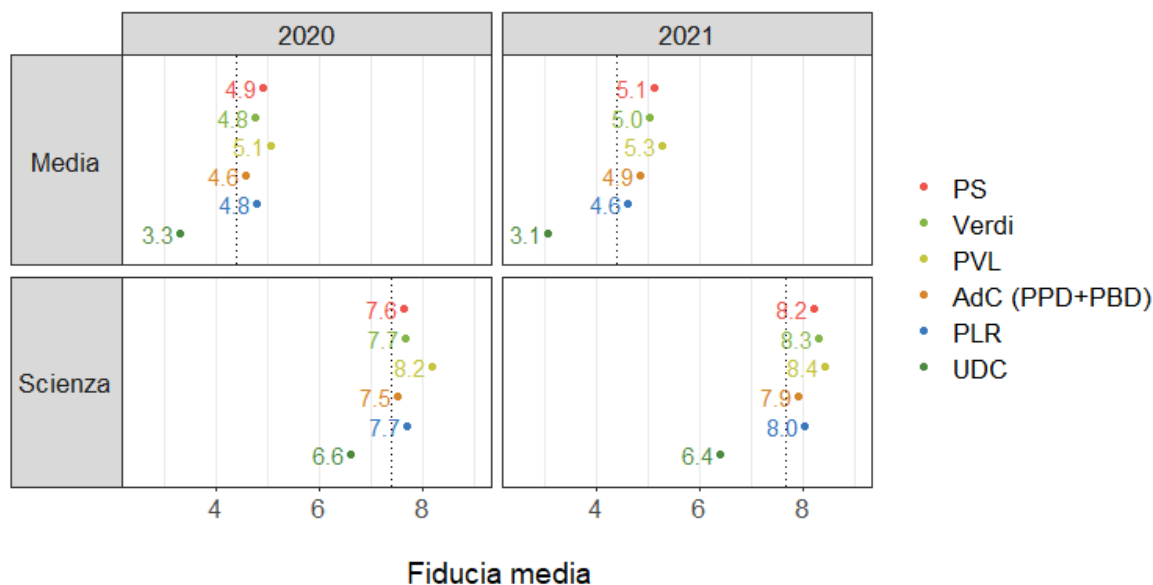 2020
2021
Media
4.9
4.8
5.1
4.6
4.8
3.3
5.1
5.0
5.3
4.9
4.6
3.1
Scienza
7.6
7.7
8.2
7.5
7.7
6.6
8.2
8.3
8.4
7.9
8.0
6.4
4 6 8
4 6 8
Fiducia media
PS
Verdi
PVL
AdC (PPD+PBD)
PLR
UDC